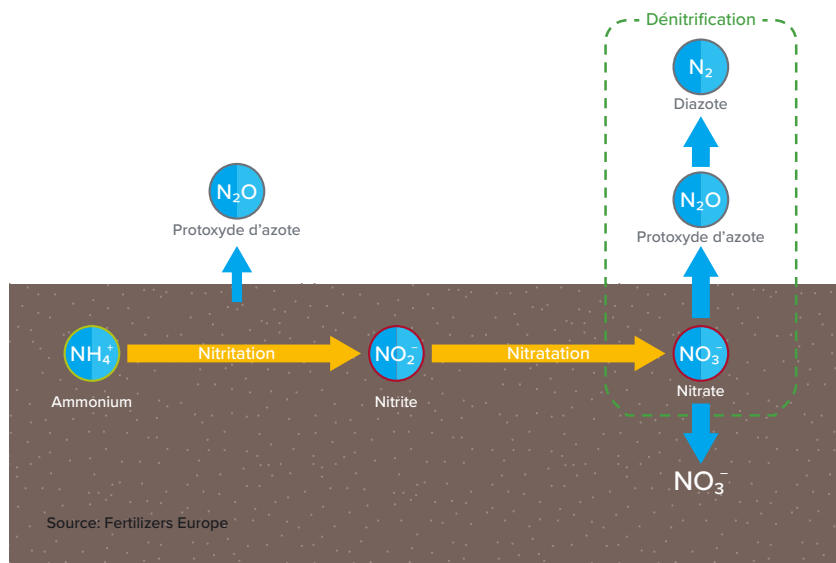 Dénitrification
N₂
Diazote
N₂O
Protoxyde d'azote
N₂O
Protoxyde d'azote
NH₄⁺
Nitritation
NO₂⁻
Nitratation
NO₃⁻
Ammonium
Nitrite
Nitrate
NO₃⁻
Source: Fertilizers Europe